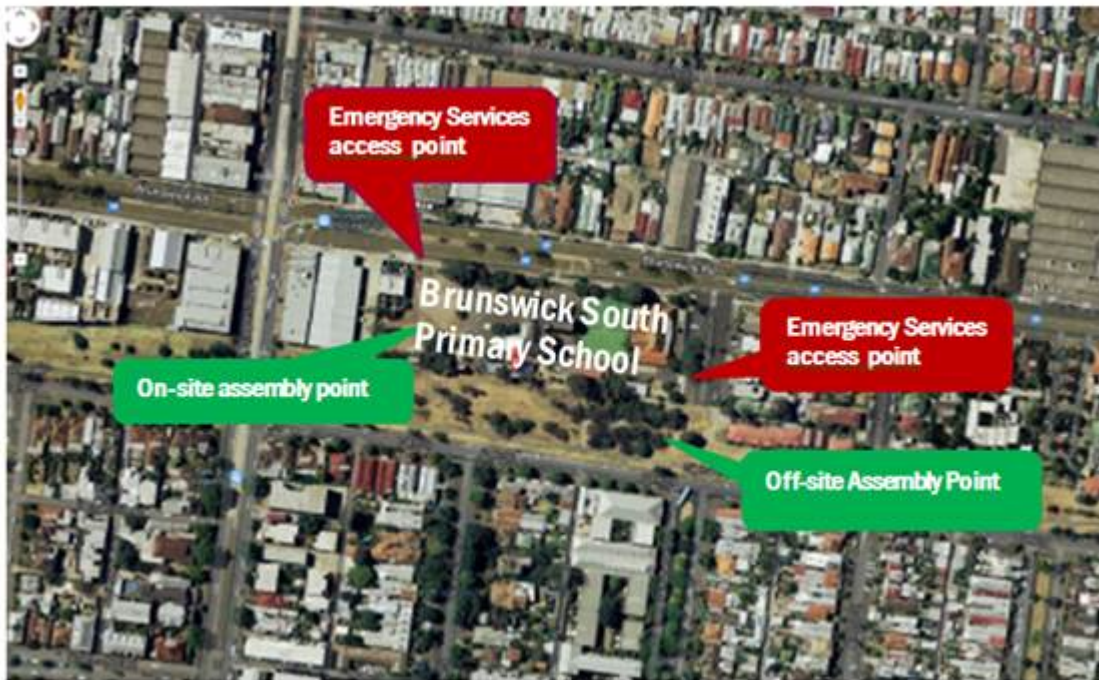 Emergency Services
access point
Brunswick South
Primary School
Emergency Services
access point
On-site assembly point
Off-site Assembly Point